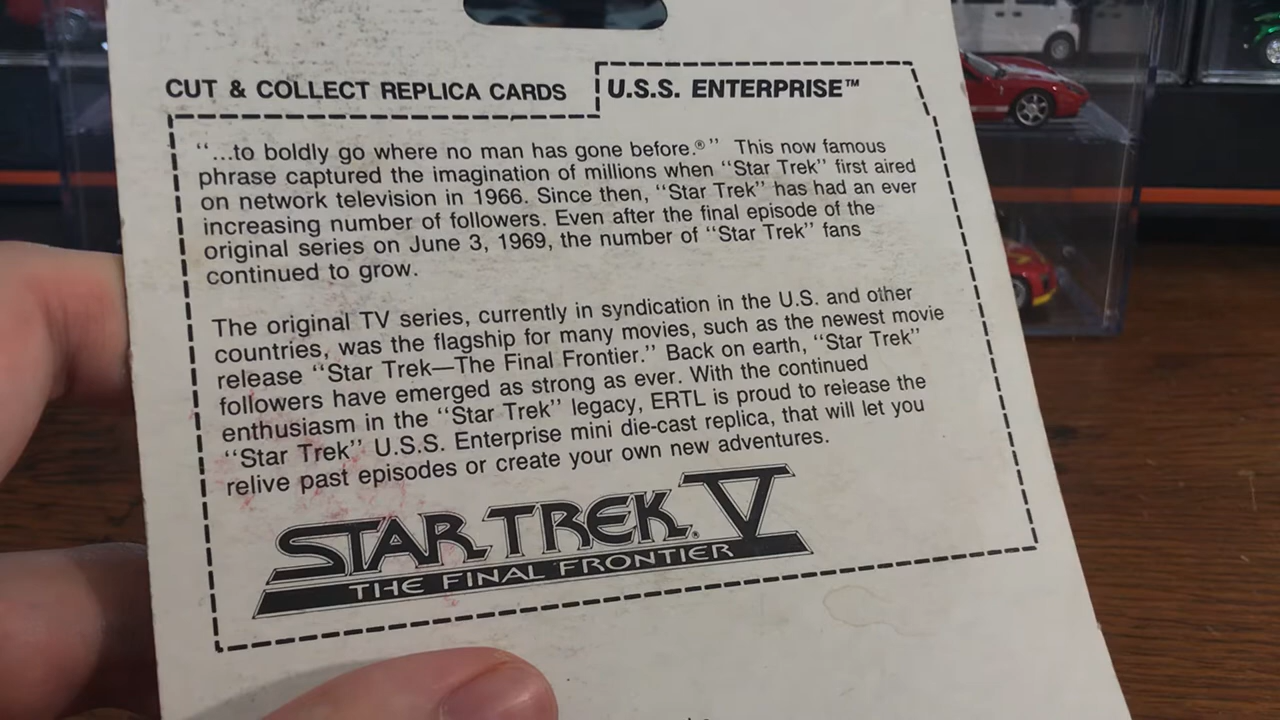 CUT & COLLECT REPLICA CARDS
U.S.S. ENTERPRISE™
“...to boldly go where no man has gone before.®” This now famous
phrase captured the imagination of millions when “Star Trek” first aired
on network television in 1966. Since then, “Star Trek” has had an ever
increasing number of followers. Even after the final episode of the
original series on June 3, 1969, the number of “Star Trek” fans
continued to grow.
The original TV series, currently in syndication in the U.S. and other
countries, was the flagship for many movies, such as the newest movie
release “Star Trek—The Final Frontier.” Back on earth, “Star Trek”
followers have emerged as strong as ever. With the continued
enthusiasm in the “Star Trek” legacy, ERTL is proud to release the
“Star Trek” U.S.S. Enterprise mini die-cast replica, that will let you
relive past episodes or create your own new adventures.
STAR TREK® V
THE FINAL FRONTIER